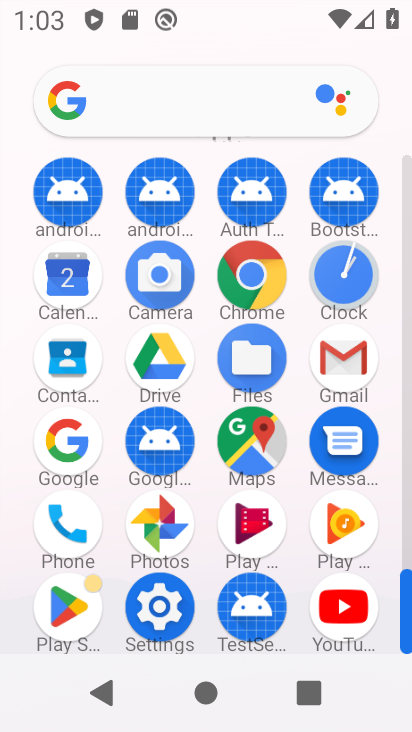 1:03
androi... androi... Auth T... Bootst...
Calen... Camera Chrome Clock
Conta... Drive Files Gmail
Google Googl... Maps Messa...
Phone Photos Play ... Play ...
Play S... Settings TestSe... YouTu...